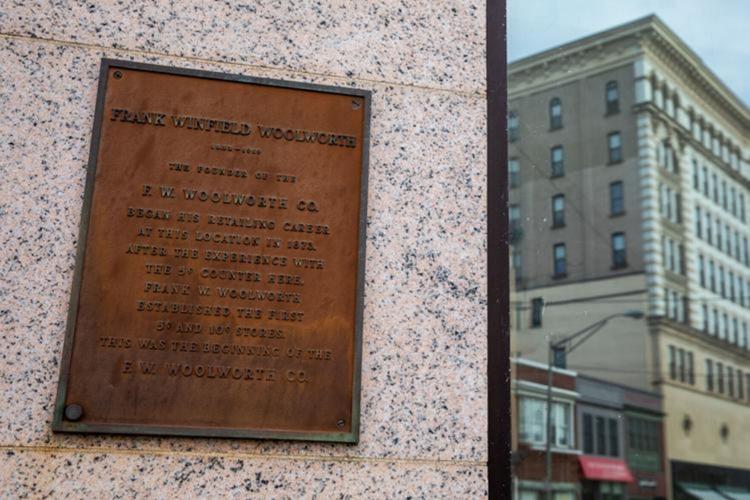 FRANK WINFIELD WOOLWORTH
THE FOUNDER OF THE
F. W. WOOLWORTH CO.
BEGAN HIS RETAILING CAREER
AT THIS LOCATION IN 1873.
AFTER THE EXPERIENCE WITH
THE 5¢ COUNTER HERE,
FRANK W. WOOLWORTH
ESTABLISHED THE FIRST
5¢ AND 10¢ STORES.
THIS WAS THE BEGINNING OF THE
F. W. WOOLWORTH CO.